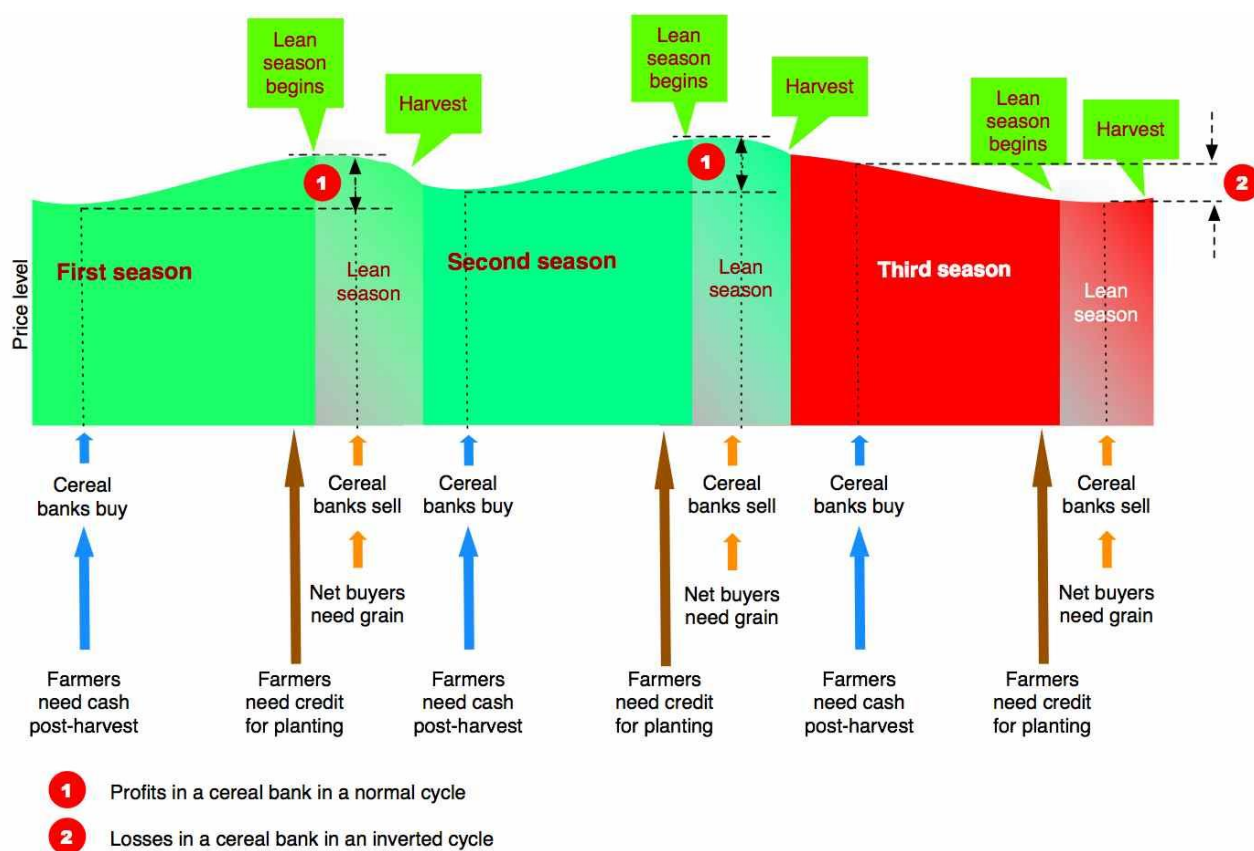 Lean
season
begins
Harvest
Lean
season
begins
Harvest
Lean
season
begins
Harvest
1
1
2
Price level
First season
Lean
season
Second season
Lean
season
Third season
Lean
season
Cereal
banks buy
Cereal
banks sell
Cereal
banks buy
Cereal
banks sell
Cereal
banks buy
Cereal
banks sell
Net buyers
need grain
Net buyers
need grain
Net buyers
need grain
Farmers
need cash
post-harvest
Farmers
need credit
for planting
Farmers
need cash
post-harvest
Farmers
need credit
for planting
Farmers
need cash
post-harvest
Farmers
need credit
for planting
1 Profits in a cereal bank in a normal cycle
2 Losses in a cereal bank in an inverted cycle